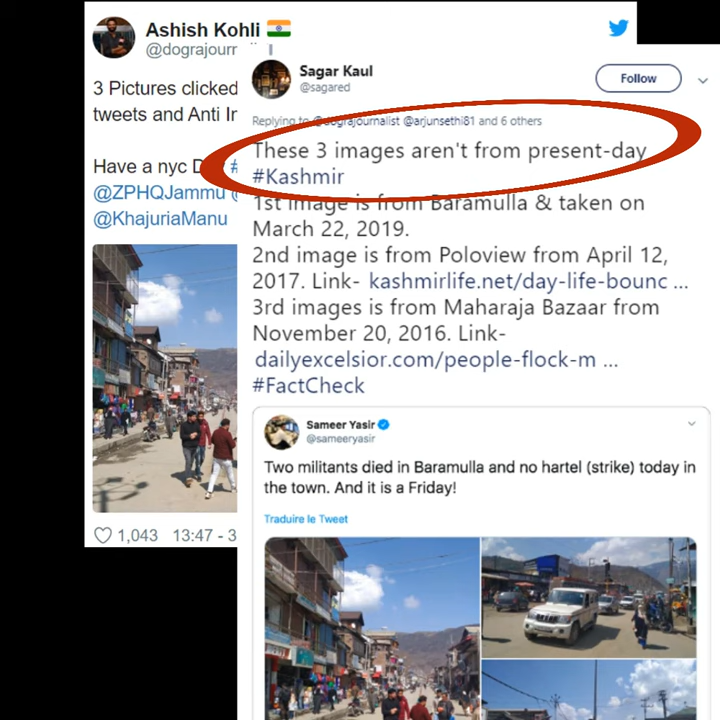 Ashish Kohli
@dograjourr
3 Pictures clicked
tweets and Anti Ir
Have a nyc D
@ZPHQJammu
@KhajuriaManu
1,043 13:47 - 3
Sagar Kaul
@sagared
Follow
Replying to @dograjournalist @arjunsethi81 and 6 others
These 3 images aren't from present-day
#Kashmir
1st image is from Baramulla & taken on
March 22, 2019.
2nd image is from Poloview from April 12,
2017. Link- kashmirlife.net/day-life-bounc ...
3rd images is from Maharaja Bazaar from
November 20, 2016. Link-
dailyexcelsior.com/people-flock-m ...
#FactCheck
Sameer Yasir
@sameeryasir
Two militants died in Baramulla and no hartel (strike) today in
the town. And it is a Friday!
Traduire le Tweet